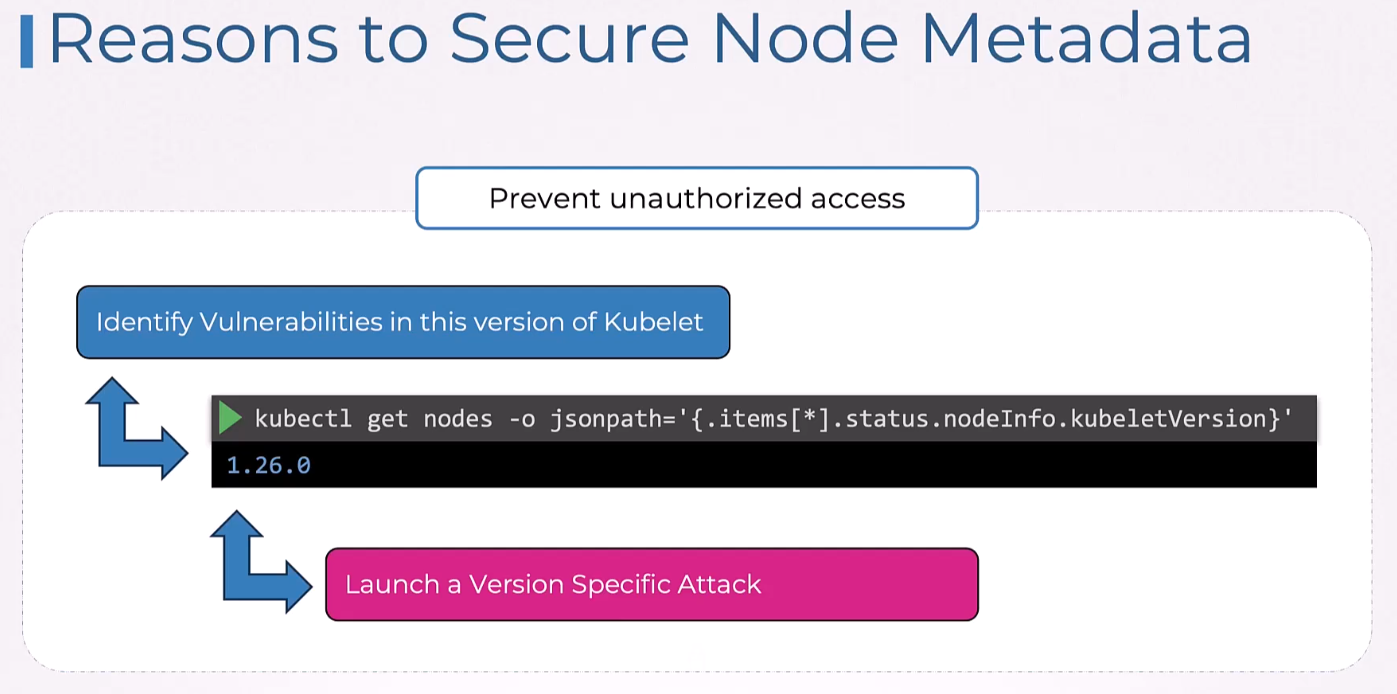 Reasons to Secure Node Metadata
Prevent unauthorized access
Identify Vulnerabilities in this version of Kubelet
kubectl get nodes -o jsonpath='{.items[*].status.nodeInfo.kubeletVersion}'
1.26.0
Launch a Version Specific Attack